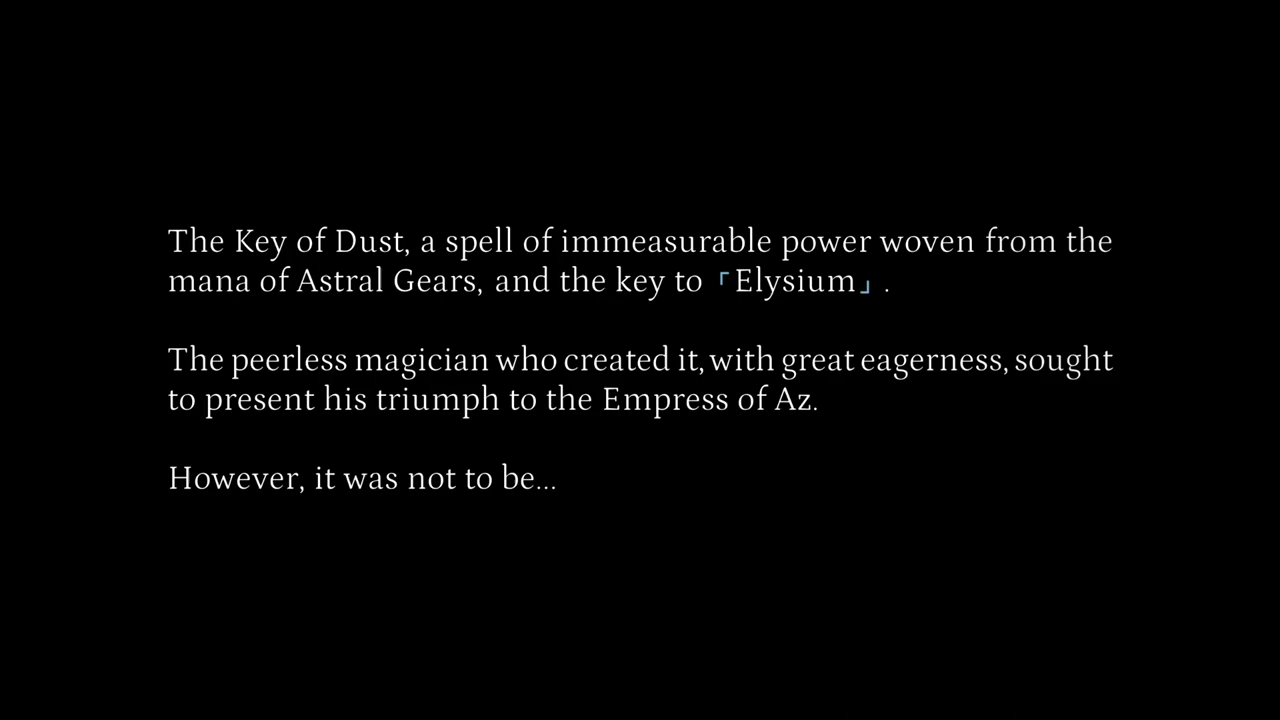 The Key of Dust, a spell of immeasurable power woven from the
mana of Astral Gears, and the key to「Elysium」.
The peerless magician who created it, with great eagerness, sought
to present his triumph to the Empress of Az.
However, it was not to be...